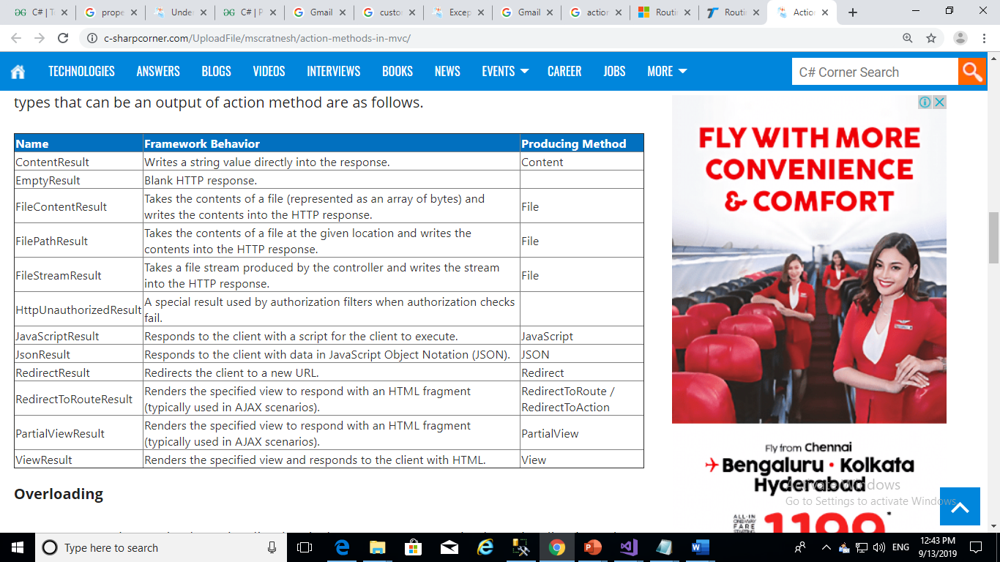 C# | T
prope
Under
C# | P
Gmail
custor
Excep
Gmail
action
Routin
Routin
Action
c-sharpcorner.com/UploadFile/mscratnesh/action-methods-in-mvc/
TECHNOLOGIES ANSWERS BLOGS VIDEOS INTERVIEWS BOOKS NEWS EVENTS CAREER JOBS MORE
C# Corner Search
types that can be an output of action method are as follows.
Name Framework Behavior Producing Method
ContentResult Writes a string value directly into the response. Content
EmptyResult Blank HTTP response.
FileContentResult Takes the contents of a file (represented as an array of bytes) and
writes the contents into the HTTP response. File
FilePathResult Takes the contents of a file at the given location and writes the
contents into the HTTP response. File
FileStreamResult Takes a file stream produced by the controller and writes the stream
into the HTTP response. File
HttpUnauthorizedResult A special result used by authorization filters when authorization checks
fail.
JavaScriptResult Responds to the client with a script for the client to execute. JavaScript
JsonResult Responds to the client with data in JavaScript Object Notation (JSON). JSON
RedirectResult Redirects the client to a new URL. Redirect
RedirectToRouteResult Renders the specified view to respond with an HTML fragment
(typically used in AJAX scenarios). RedirectToRoute /
RedirectToAction
PartialViewResult Renders the specified view to respond with an HTML fragment
(typically used in AJAX scenarios). PartialView
ViewResult Renders the specified view and responds to the client with HTML. View
Overloading
FLY WITH MORE
CONVENIENCE
& COMFORT
Fly from Chennai
Bengaluru • Kolkata
Hyderabad
ALL-IN
ONE-WAY
FARE
1199*
Activate Windows
Go to Settings to activate Windows.
Type here to search
ENG
12:43 PM
9/13/2019